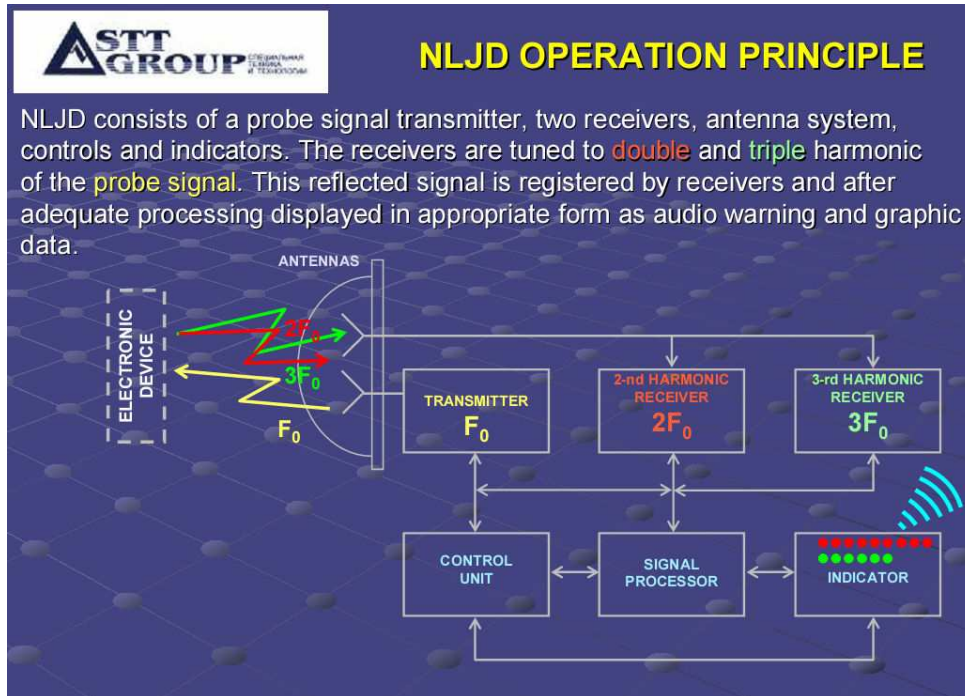 STT
GROUP
СПЕЦИАЛЬНАЯ
ТЕХНИКА
И ТЕХНОЛОГИИ
NLJD OPERATION PRINCIPLE
NLJD consists of a probe signal transmitter, two receivers, antenna system,
controls and indicators. The receivers are tuned to double and triple harmonic
of the probe signal. This reflected signal is registered by receivers and after
adequate processing displayed in appropriate form as audio warning and graphic
data.
ANTENNAS
ELECTRONIC
DEVICE
2F₀
3F₀
F₀
TRANSMITTER
F₀
2-nd HARMONIC
RECEIVER
2F₀
3-rd HARMONIC
RECEIVER
3F₀
CONTROL
UNIT
SIGNAL
PROCESSOR
INDICATOR